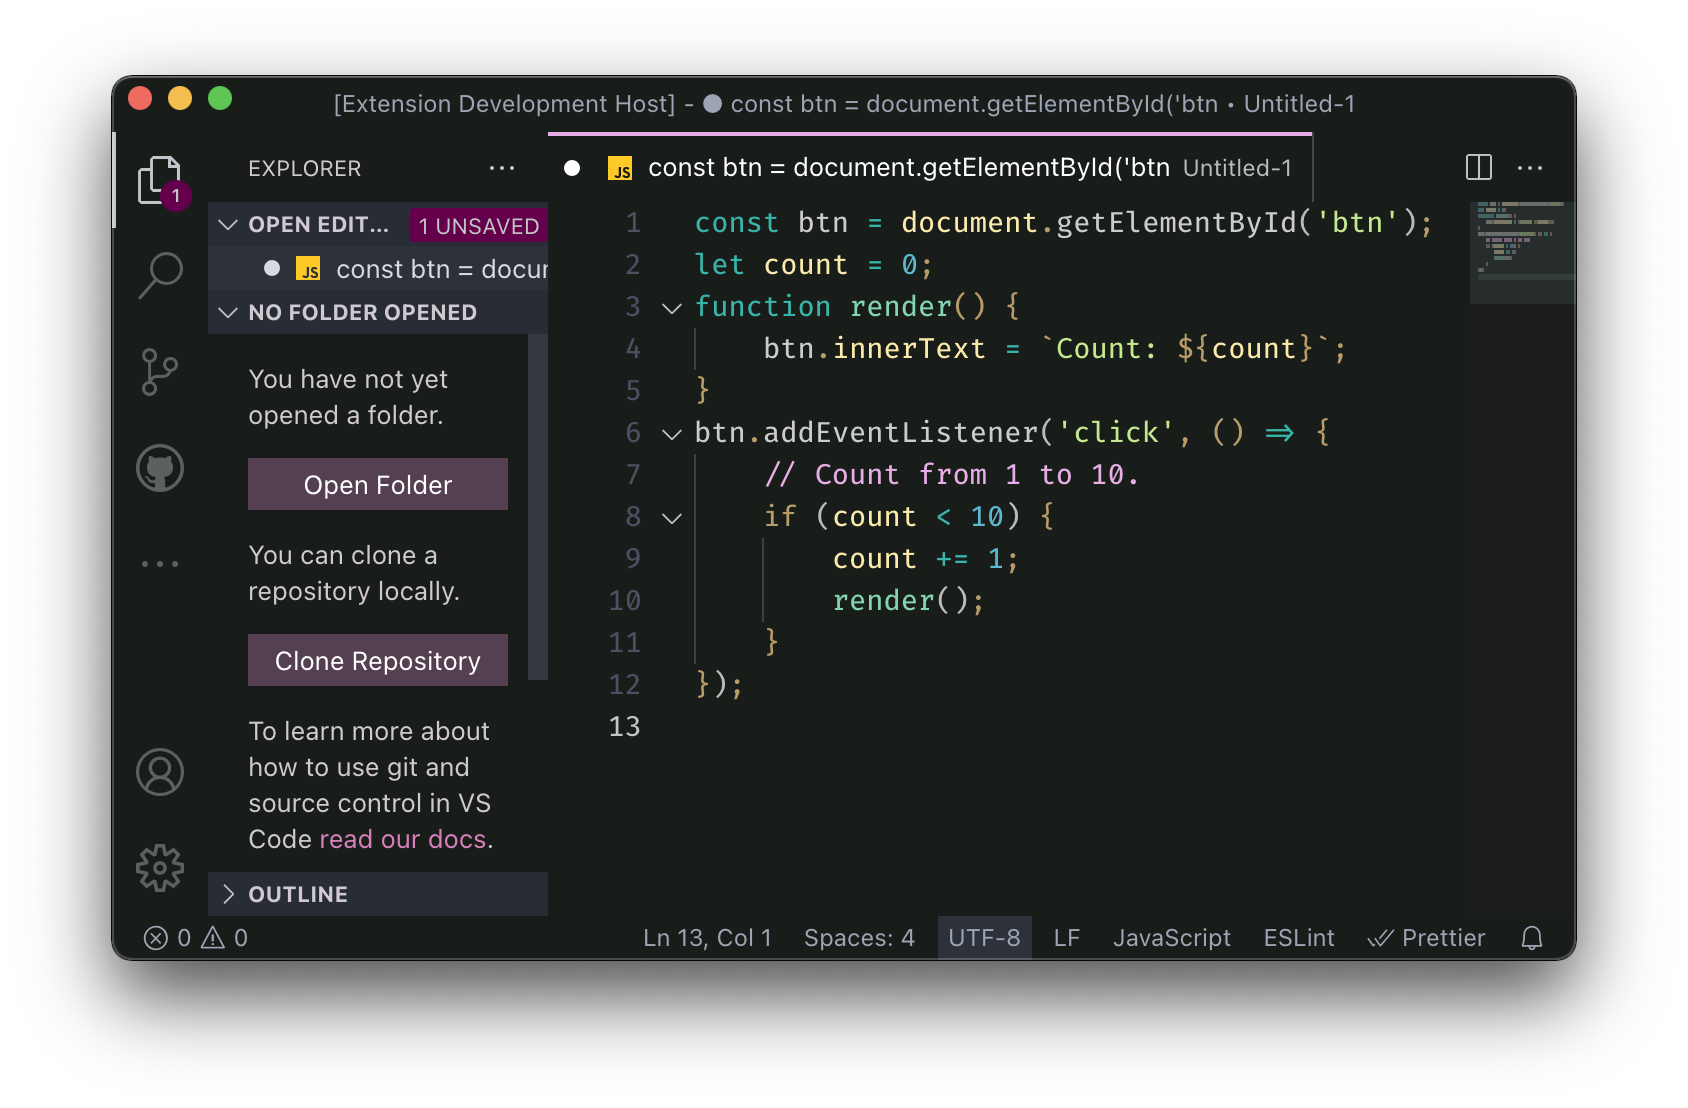 [Extension Development Host] - ● const btn = document.getElementById('btn • Untitled-1
EXPLORER ···
1
OPEN EDIT... 1 UNSAVED
JS const btn = docur
NO FOLDER OPENED
You have not yet
opened a folder.
Open Folder
You can clone a
repository locally.
Clone Repository
To learn more about
how to use git and
source control in VS
Code read our docs.
OUTLINE
JS const btn = document.getElementById('btn Untitled-1
1 const btn = document.getElementById('btn');
2 let count = 0;
3 function render() {
4     btn.innerText = `Count: ${count}`;
5 }
6 btn.addEventListener('click', () => {
7     // Count from 1 to 10.
8     if (count < 10) {
9         count += 1;
10         render();
11     }
12 });
13
0 0 Ln 13, Col 1 Spaces: 4 UTF-8 LF JavaScript ESLint Prettier